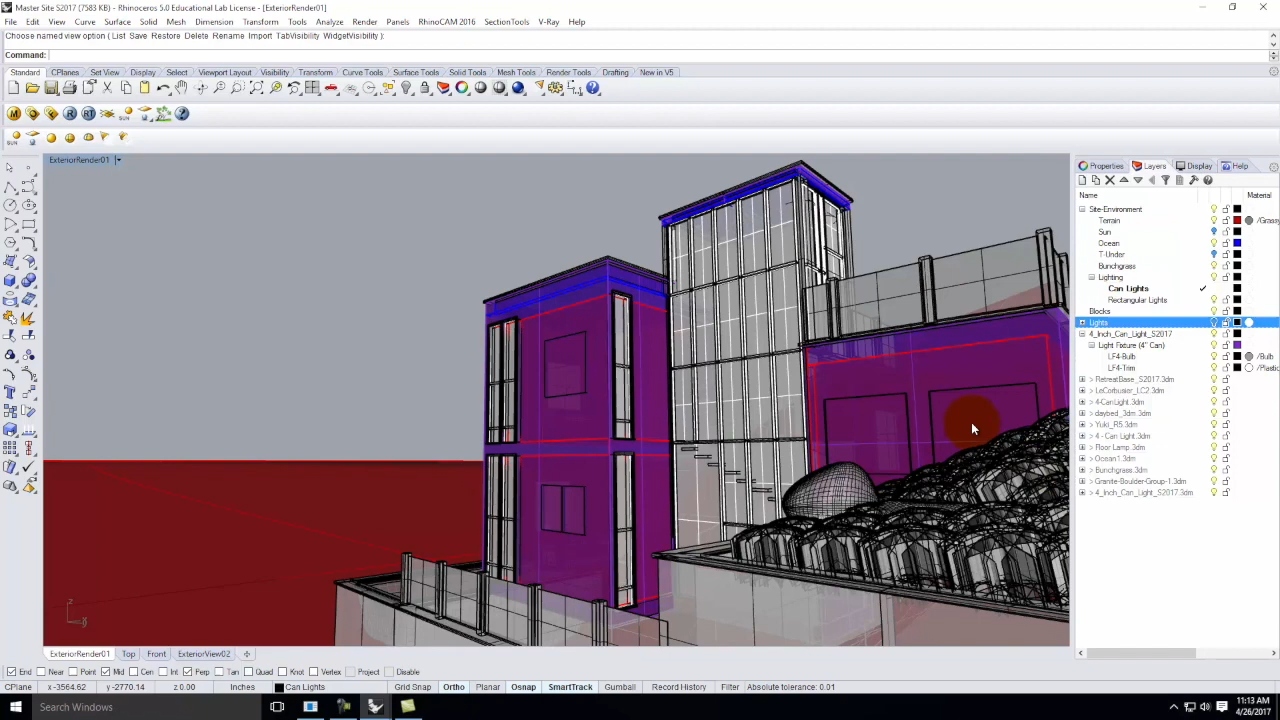 Master Site S2017 (7583 KB) - Rhinoceros 5.0 Educational Lab License - [ExteriorRender01]
File Edit View Curve Surface Solid Mesh Dimension Transform Tools Analyze Render Panels RhinoCAM 2016 SectionTools V-Ray Help
Choose named view option ( List Save Restore Delete Rename Import TabVisibility WidgetVisibility ):
Command:
Standard CPlanes Set View Display Select Viewport Layout Visibility Transform Curve Tools Surface Tools Solid Tools Mesh Tools Render Tools Drafting New in V5
M R RT SUN
SUN
ExteriorRender01
Properties Layers Display Help
Name Material
Site-Environment
Terrain /Grassy
Sun
Ocean
T-Under
Bunchgrass
Lighting
Can Lights
Rectangular Lights
Blocks
Lights
4_Inch_Can_Light_S2017
Light Fixture (4" Can)
LF4-Bulb /Bulb
LF4-Trim /Plastic
> RetreatBase_S2017.3dm
> LeCorbusier_LC2.3dm
> 4-CanLight.3dm
> daybed_3dm.3dm
> Yuki_R5.3dm
> 4 - Can Light.3dm
> Floor Lamp.3dm
> Ocean1.3dm
> Bunchgrass.3dm
> Granite-Boulder-Group-1.3dm
> 4_Inch_Can_Light_S2017.3dm
z
x
y
ExteriorRender01 Top Front ExteriorView02
End Near Point Mid Cen Int Perp Tan Quad Knot Vertex Project Disable
CPlane x -3564.62 y -2770.14 z 0.00 Inches Can Lights Grid Snap Ortho Planar Osnap SmartTrack Gumball Record History Filter Absolute tolerance: 0.01
Search Windows
11:13 AM
4/26/2017